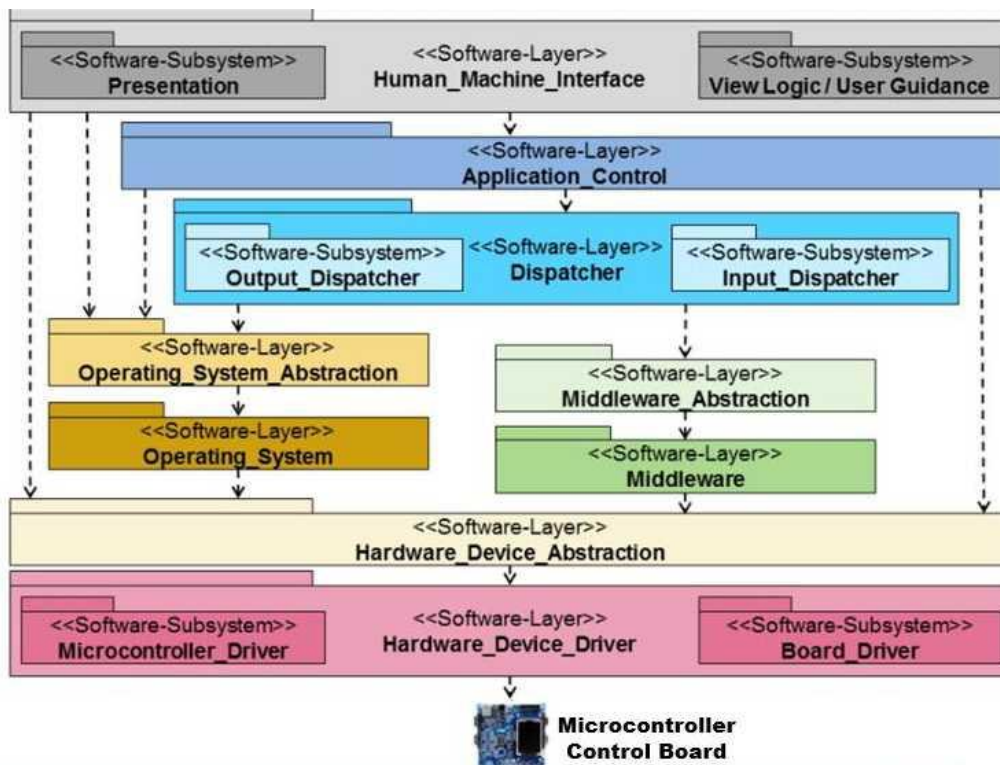 <<Software-Subsystem>>
Presentation
<<Software-Layer>>
Human_Machine_Interface
<<Software-Subsystem>>
View Logic / User Guidance
<<Software-Layer>>
Application_Control
<<Software-Subsystem>>
Output_Dispatcher
<<Software-Layer>>
Dispatcher
<<Software-Subsystem>>
Input_Dispatcher
<<Software-Layer>>
Operating_System_Abstraction
<<Software-Layer>>
Middleware_Abstraction
<<Software-Layer>>
Operating_System
<<Software-Layer>>
Middleware
<<Software-Layer>>
Hardware_Device_Abstraction
<<Software-Subsystem>>
Microcontroller_Driver
<<Software-Layer>>
Hardware_Device_Driver
<<Software-Subsystem>>
Board_Driver
Microcontroller
Control Board